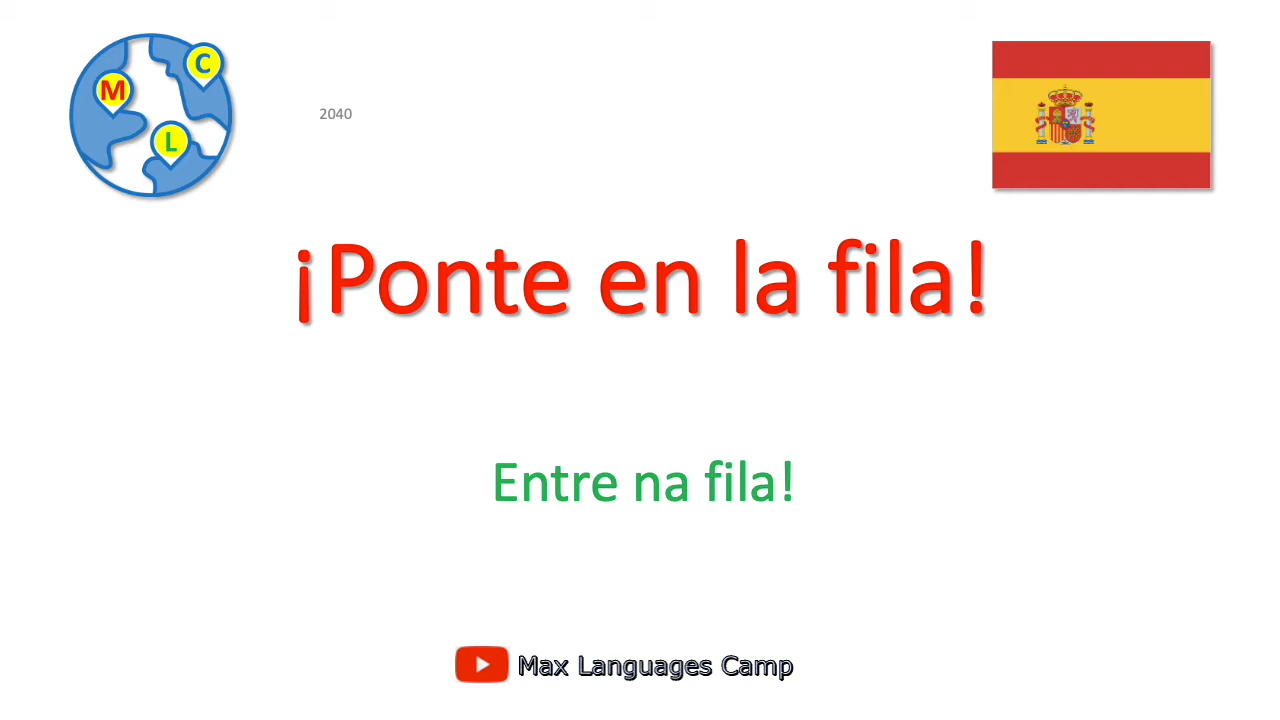 M
C
L
2040
¡Ponte en la fila!
Entre na fila!
Max Languages Camp